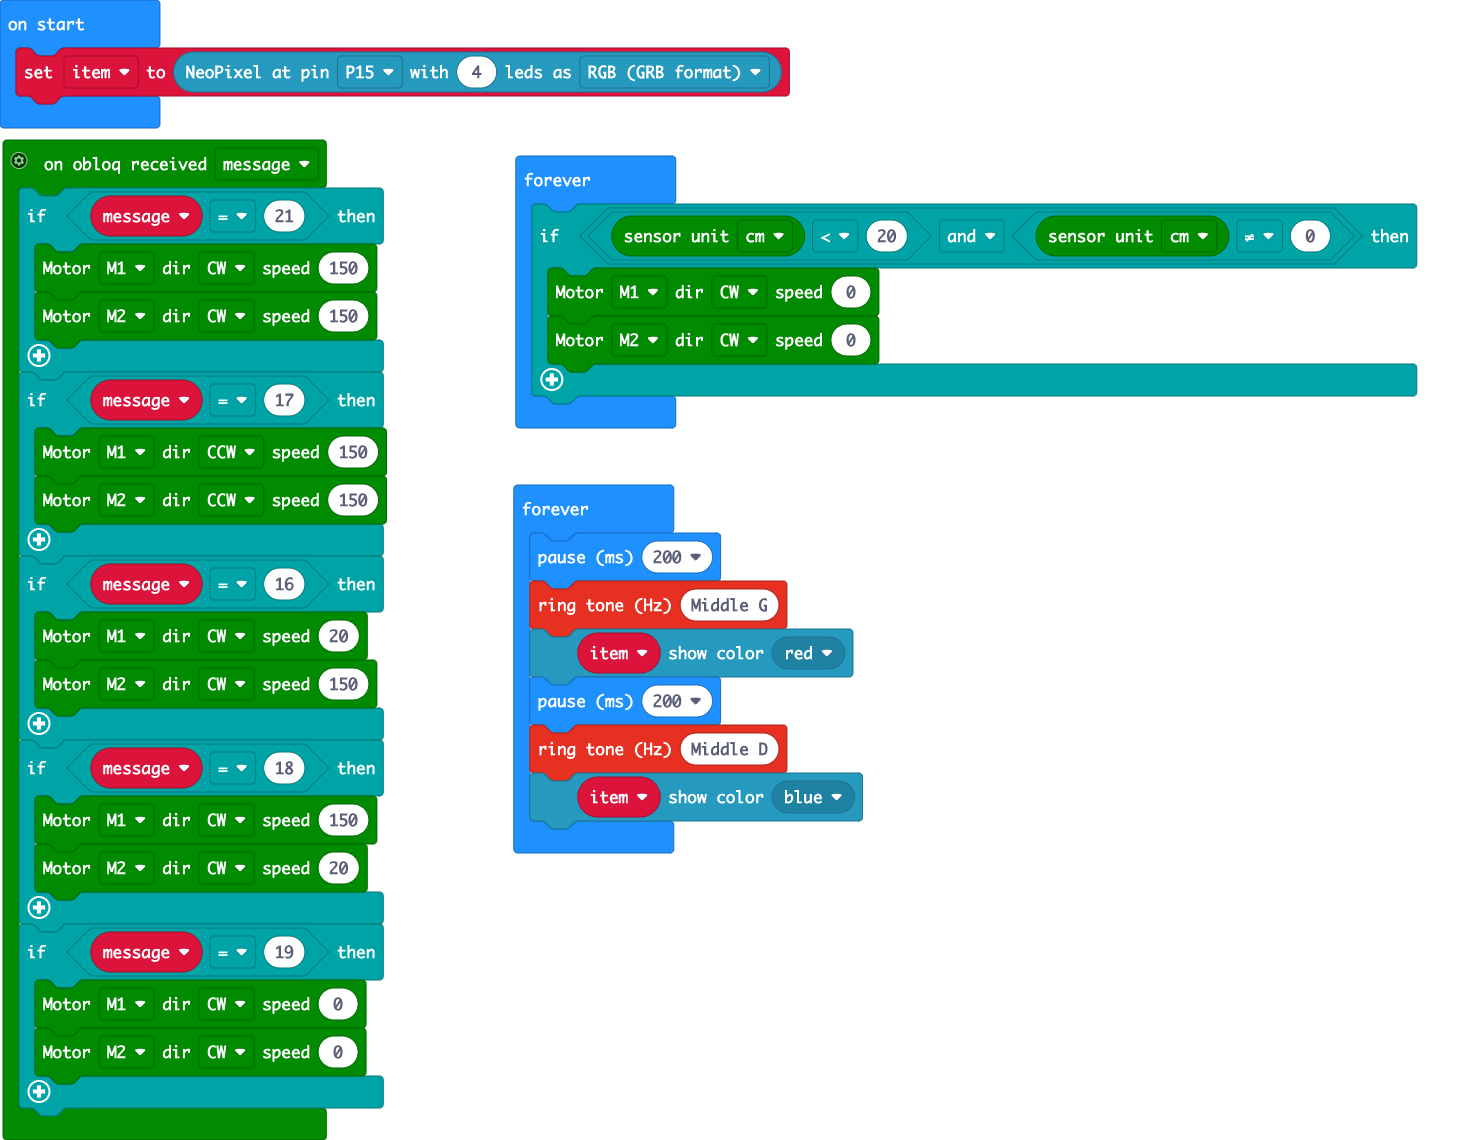 on start
set item to NeoPixel at pin P15 with 4 leds as RGB (GRB format)
on obloq received message
if message = 21 then
Motor M1 dir CW speed 150
Motor M2 dir CW speed 150
if message = 17 then
Motor M1 dir CCW speed 150
Motor M2 dir CCW speed 150
if message = 16 then
Motor M1 dir CW speed 20
Motor M2 dir CW speed 150
if message = 18 then
Motor M1 dir CW speed 150
Motor M2 dir CW speed 20
if message = 19 then
Motor M1 dir CW speed 0
Motor M2 dir CW speed 0
forever
if sensor unit cm < 20 and sensor unit cm ≠ 0 then
Motor M1 dir CW speed 0
Motor M2 dir CW speed 0
forever
pause (ms) 200
ring tone (Hz) Middle G
item show color red
pause (ms) 200
ring tone (Hz) Middle D
item show color blue